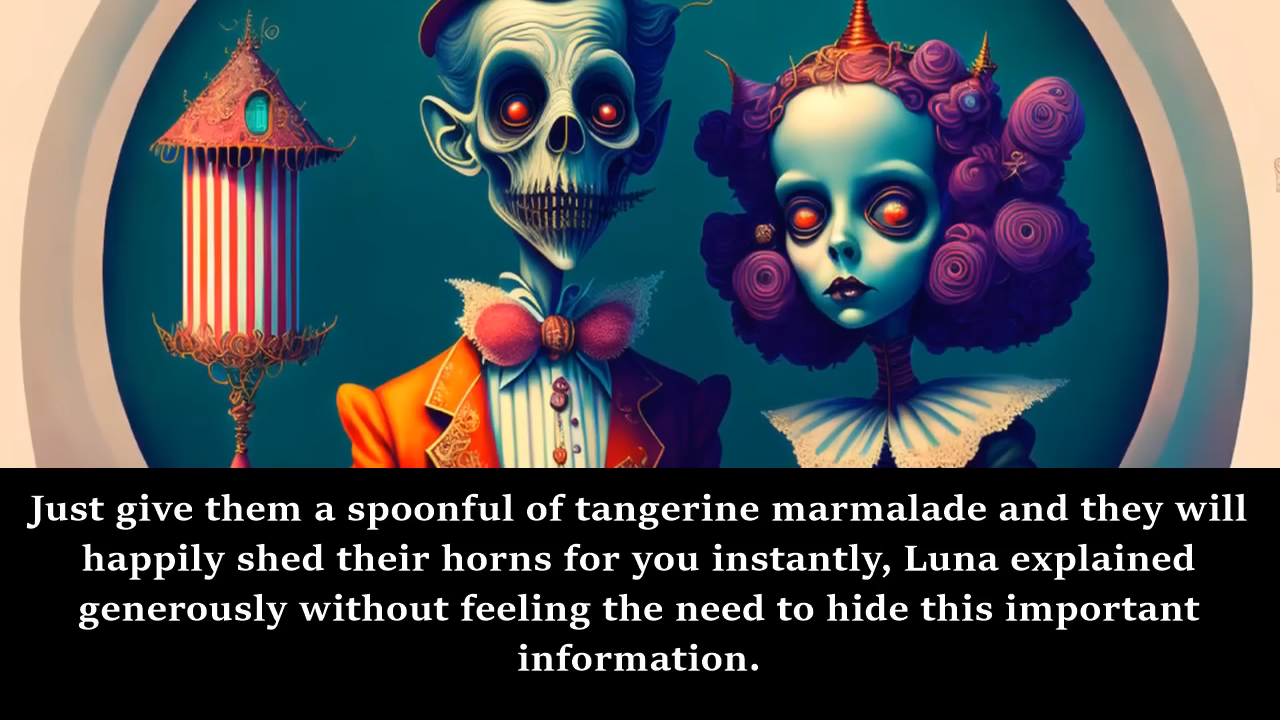 Just give them a spoonful of tangerine marmalade and they will
happily shed their horns for you instantly, Luna explained
generously without feeling the need to hide this important
information.